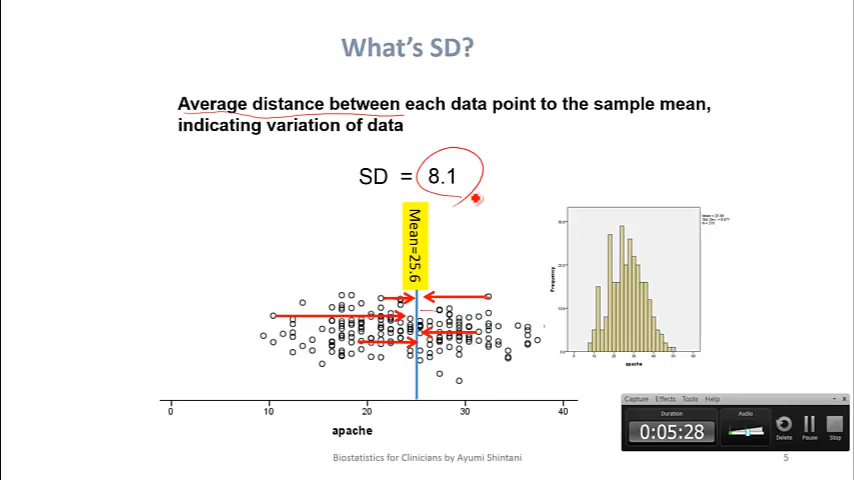 What's SD?
Average distance between each data point to the sample mean,
indicating variation of data
SD = 8.1
Mean=25.6
0 10 20 30 40
apache
Frequency
apache
Capture Effects Tools Help
Duration
0:05:28
Audio
Delete Pause Stop
Biostatistics for Clinicians by Ayumi Shintani
5